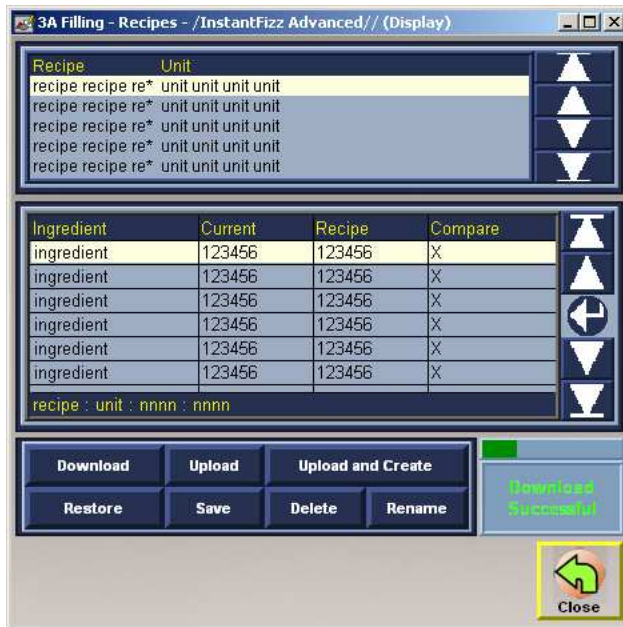 3A Filling - Recipes - /InstantFizz Advanced// (Display)
Recipe Unit
recipe recipe re* unit unit unit unit
recipe recipe re* unit unit unit unit
recipe recipe re* unit unit unit unit
recipe recipe re* unit unit unit unit
recipe recipe re* unit unit unit unit
Ingredient Current Recipe Compare
ingredient 123456 123456 X
ingredient 123456 123456 X
ingredient 123456 123456 X
ingredient 123456 123456 X
ingredient 123456 123456 X
ingredient 123456 123456 X
recipe : unit : nnnn : nnnn
Download Upload Upload and Create
Restore Save Delete Rename
Download
Successful
Close